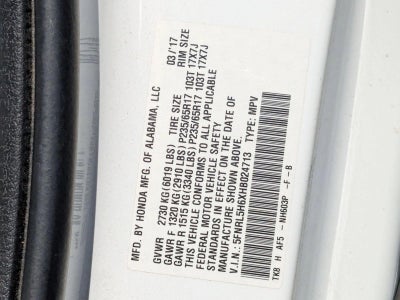 MFD. BY HONDA MFG. OF ALABAMA, LLC 03/'17
GVWR 2730 KG(6019 LBS) TIRE SIZE RIM SIZE
GAWR F 1320 KG(2910 LBS)P235/65R17 103T 17X7J
GAWR R 1515 KG(3340 LBS)P235/65R17 103T 17X7J
THIS VEHICLE CONFORMS TO ALL APPLICABLE
FEDERAL MOTOR VEHICLE SAFETY
STANDARDS IN EFFECT ON THE DATE OF
MANUFACTURE SHOWN ABOVE.
V.I.N.: 5FNRL5H6XHB024713 TYPE: MPV
TK8 H AF5 - NH603P -F -B